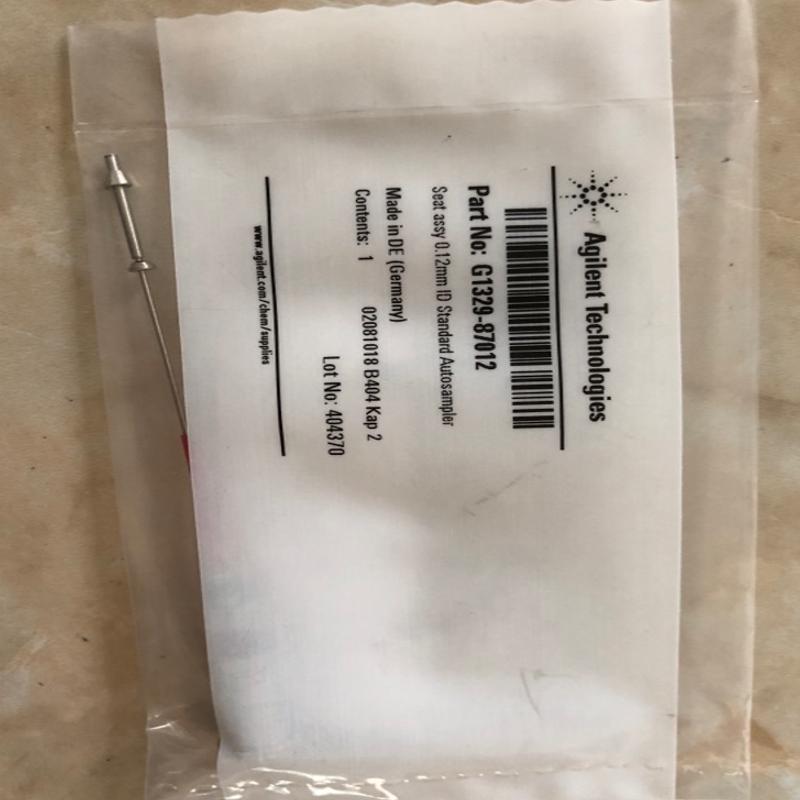 Agilent Technologies
Part No: G1329-87012
Seat assy 0.12mm ID Standard Autosampler
Made in DE (Germany)
Contents: 1 02081018 B404 Kap 2
Lot No: 404370
www.agilent.com/chem/supplies